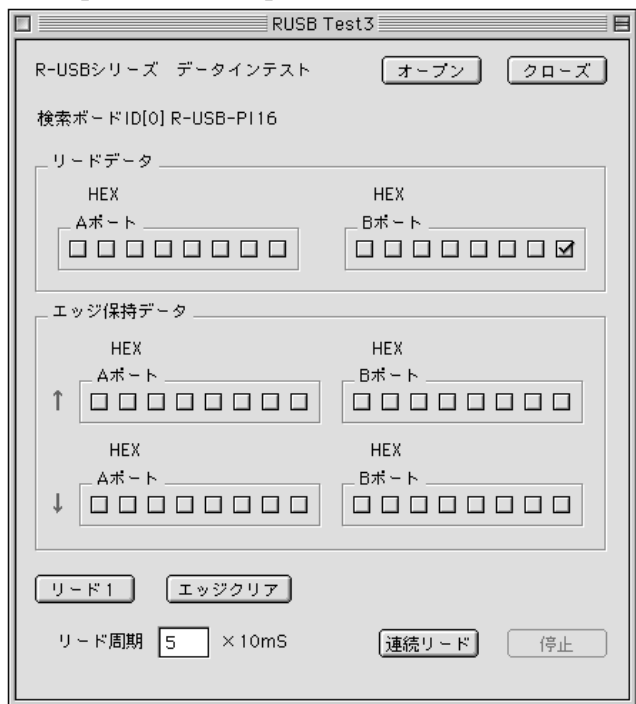 RUSB Test3
R-USBシリーズ データインテスト オープン クローズ
検索ボードID[0] R-USB-PI16
リードデータ
HEX HEX
Aポート Bポート
エッジ保持データ
HEX HEX
Aポート Bポート
↑
HEX HEX
Aポート Bポート
↓
リード1 エッジクリア
リード周期 5 ×10mS 連続リード 停止